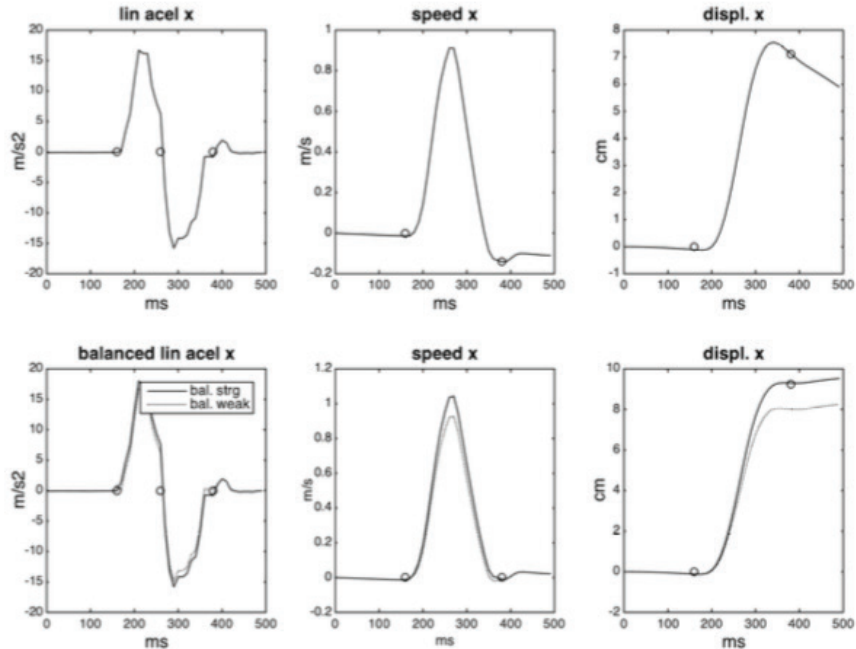 lin acel x
speed x
displ. x
20
15
10
5
0
-5
-10
-15
-20
m/s2
0 100 200 300 400 500
ms
1
0.8
0.6
0.4
0.2
0
-0.2
m/s
0 100 200 300 400 500
ms
8
7
6
5
4
3
2
1
0
-1
cm
0 100 200 300 400 500
ms
balanced lin acel x
speed x
displ. x
20
15
10
5
0
-5
-10
-15
-20
m/s2
bal. strg
bal. weak
0 100 200 300 400 500
ms
1.2
1
0.8
0.6
0.4
0.2
0
-0.2
m/s
0 100 200 300 400 500
ms
10
8
6
4
2
0
-2
cm
0 100 200 300 400 500
ms